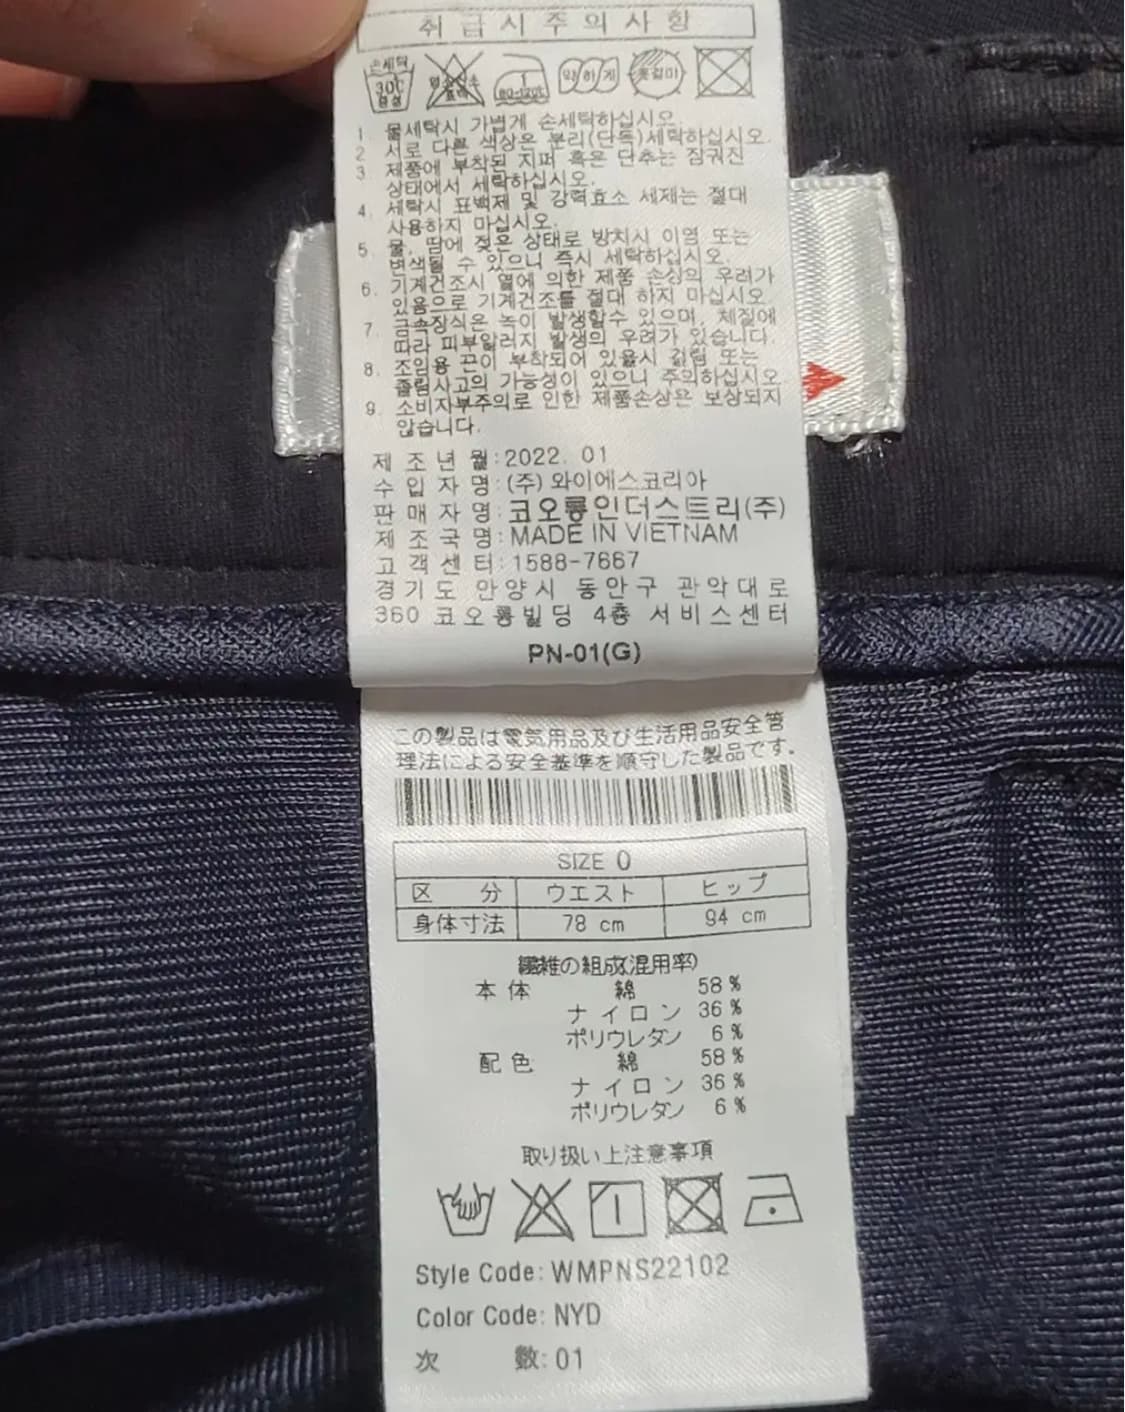 취급시주의사항
손세탁
30℃
중성
염소산소
표백
1
80-120℃
약하게
옷걸이
1. 물세탁시 가볍게 손세탁하십시오.
2. 서로 다른 색상은 분리(단독)세탁하십시오.
3. 제품에 부착된 지퍼 혹은 단추는 잠궈진
상태에서 세탁하십시오.
4. 세탁시 표백제 및 강력효소 세제는 절대
사용하지 마십시오.
5. 물, 땀에 젖은 상태로 방치시 이염 또는
변색될 수 있으니 즉시 세탁하십시오.
6. 기계건조시 열에 의한 제품 손상의 우려가
있음으로 기계건조를 절대 하지 마십시오.
7. 금속장식은 녹이 발생할수 있으며, 체질에
따라 피부알러지 발생의 우려가 있습니다.
8. 조임용 끈이 부착되어 있을시 걸림 또는
졸림사고의 가능성이 있으니 주의하십시오.
9. 소비자부주의로 인한 제품손상은 보상되지
않습니다.
제조년월:2022. 01
수입자명:(주) 와이에스코리아
판매자명:코오롱인더스트리(주)
제조국명:MADE IN VIETNAM
고객센터:1588-7667
경기도 안양시 동안구 관악대로
360 코오롱빌딩 4층 서비스센터
PN-01(G)
この製品は電気用品及び生活用品安全管
理法による安全基準を順守した製品です.
SIZE 0
区 分 ウエスト ヒップ
身体寸法 78 cm 94 cm
繊維の組成(混用率)
本体 綿 58 %
ナイロン 36 %
ポリウレタン 6 %
配色 綿 58 %
ナイロン 36 %
ポリウレタン 6 %
取り扱い上注意事項
Style Code: WMPNS22102
Color Code: NYD
次 數: 01